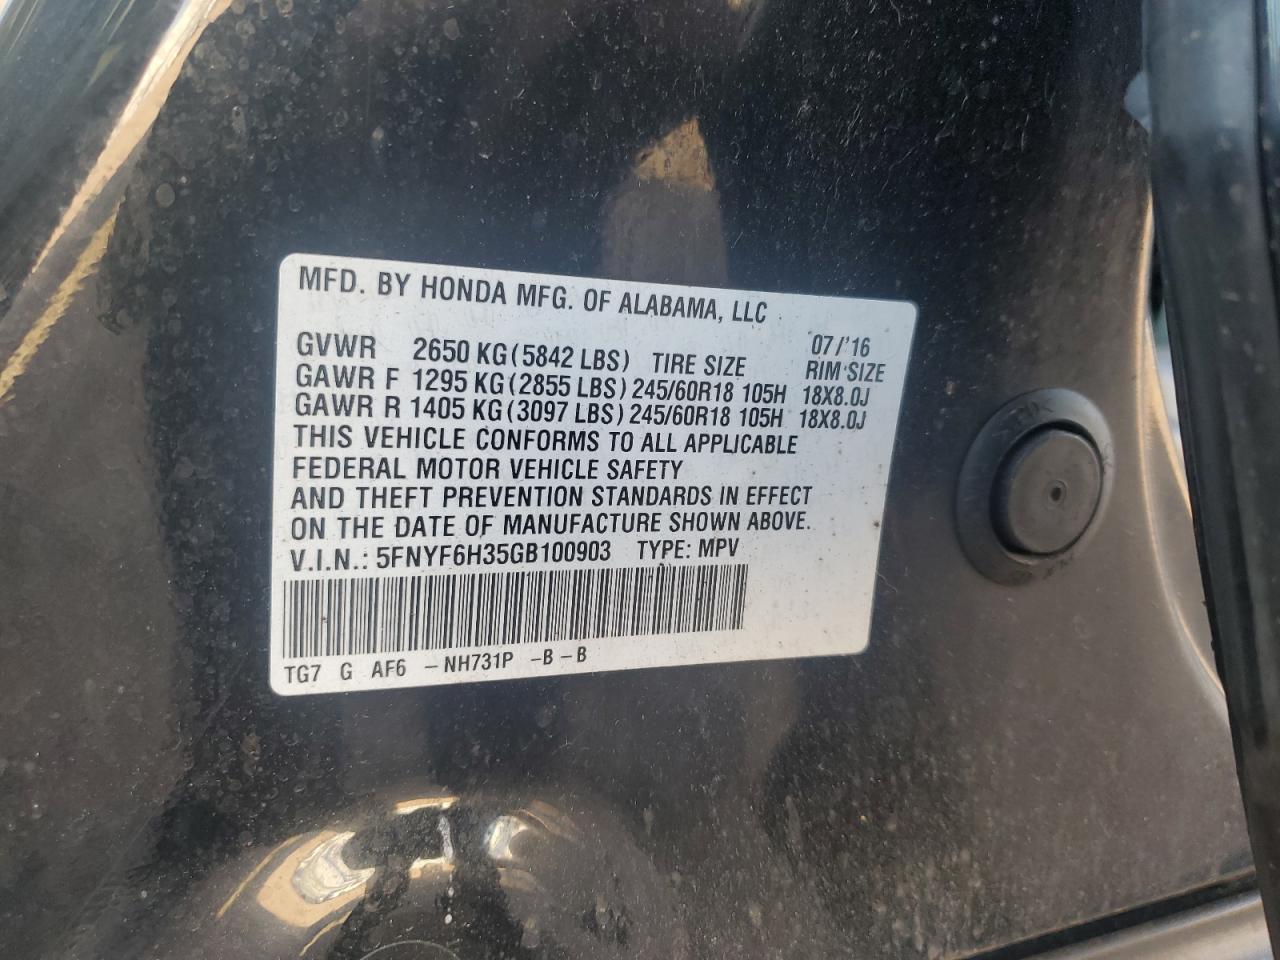 MFD. BY HONDA MFG. OF ALABAMA, LLC
07/'16
GVWR 2650 KG (5842 LBS) TIRE SIZE RIM SIZE
GAWR F 1295 KG (2855 LBS) 245/60R18 105H 18X8.0J
GAWR R 1405 KG (3097 LBS) 245/60R18 105H 18X8.0J
THIS VEHICLE CONFORMS TO ALL APPLICABLE
FEDERAL MOTOR VEHICLE SAFETY
AND THEFT PREVENTION STANDARDS IN EFFECT
ON THE DATE OF MANUFACTURE SHOWN ABOVE.
V.I.N.: 5FNYF6H35GB100903 TYPE: MPV
TG7 G AF6 -NH731P -B-B